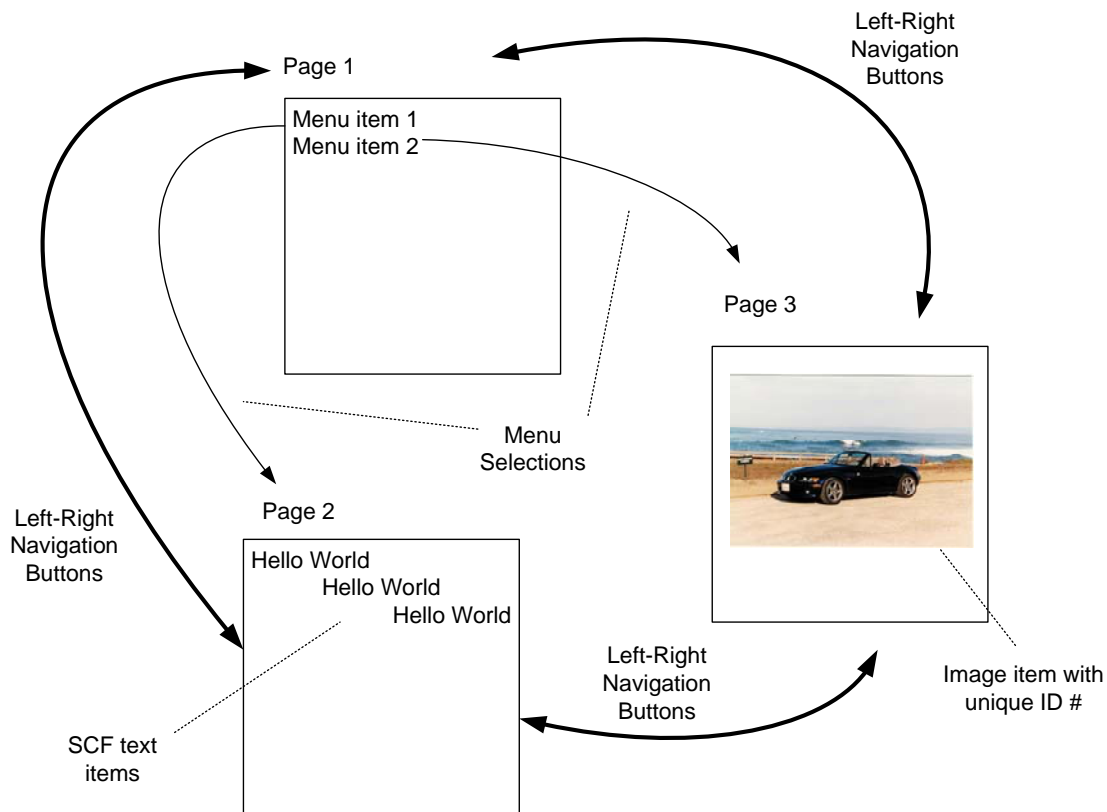 Left-Right
Navigation
Buttons
Page 1
Menu item 1
Menu item 2
Page 3
Menu
Selections
Page 2
Left-Right
Navigation
Buttons
Hello World
Hello World
Hello World
Left-Right
Navigation
Buttons
Image item with
unique ID #
SCF text
items